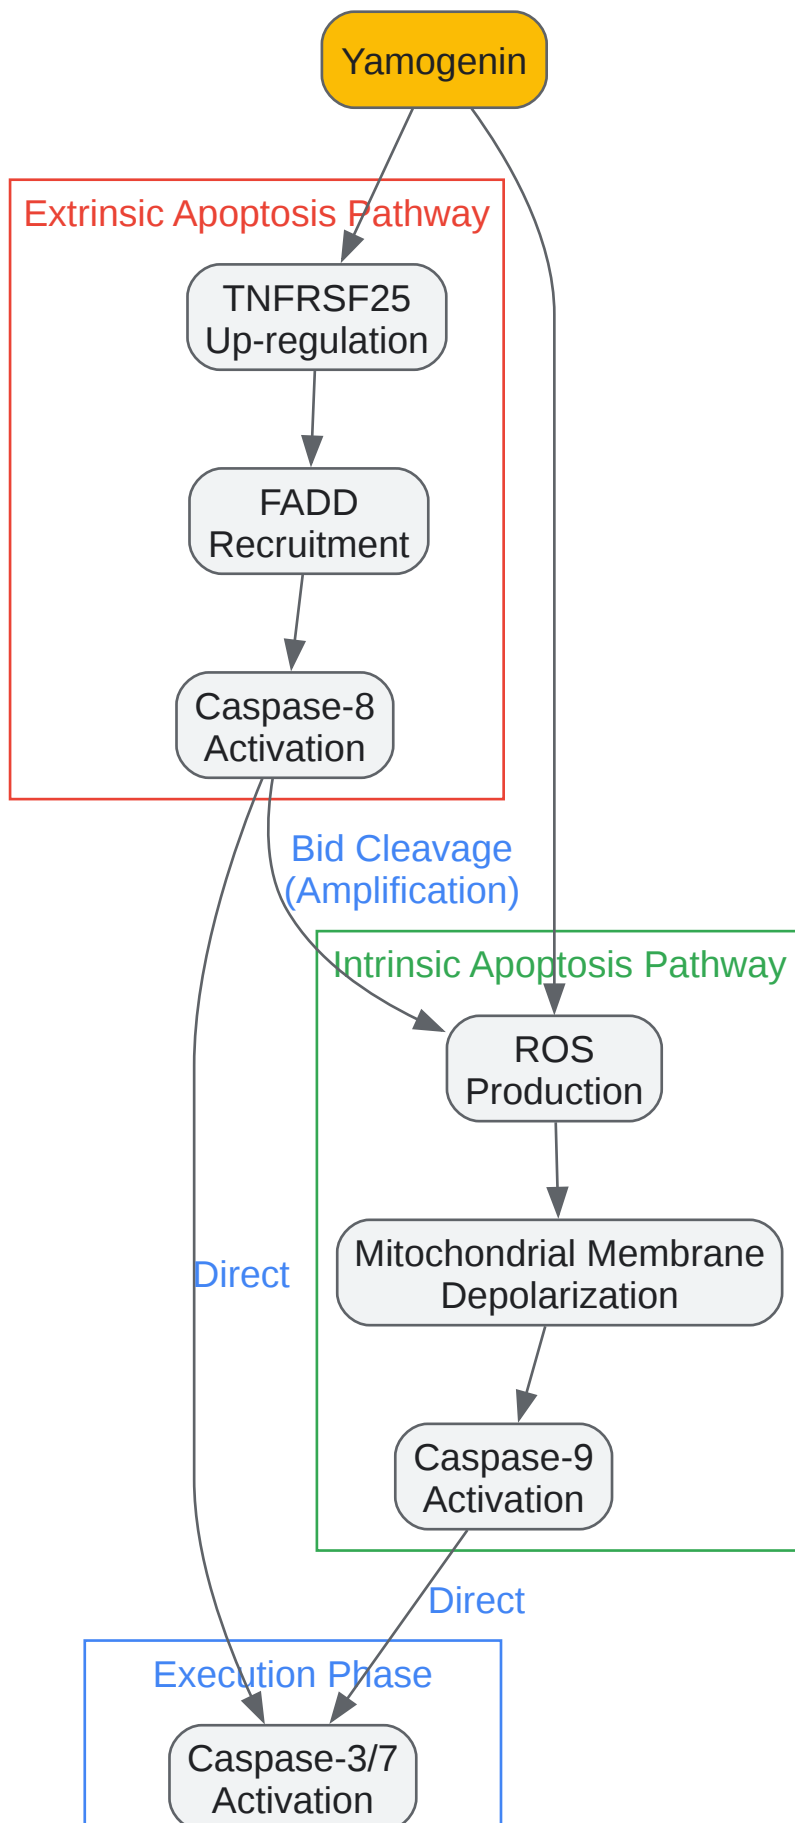 Yamogenin
Extrinsic Apoptosis Pathway
TNFRSF25
Up-regulation
FADD
Recruitment
Caspase-8
Activation
Bid Cleavage
(Amplification)
Intrinsic Apoptosis Pathway
ROS
Production
Mitochondrial Membrane
Depolarization
Direct
Caspase-9
Activation
Direct
Execution Phase
Caspase-3/7
Activation